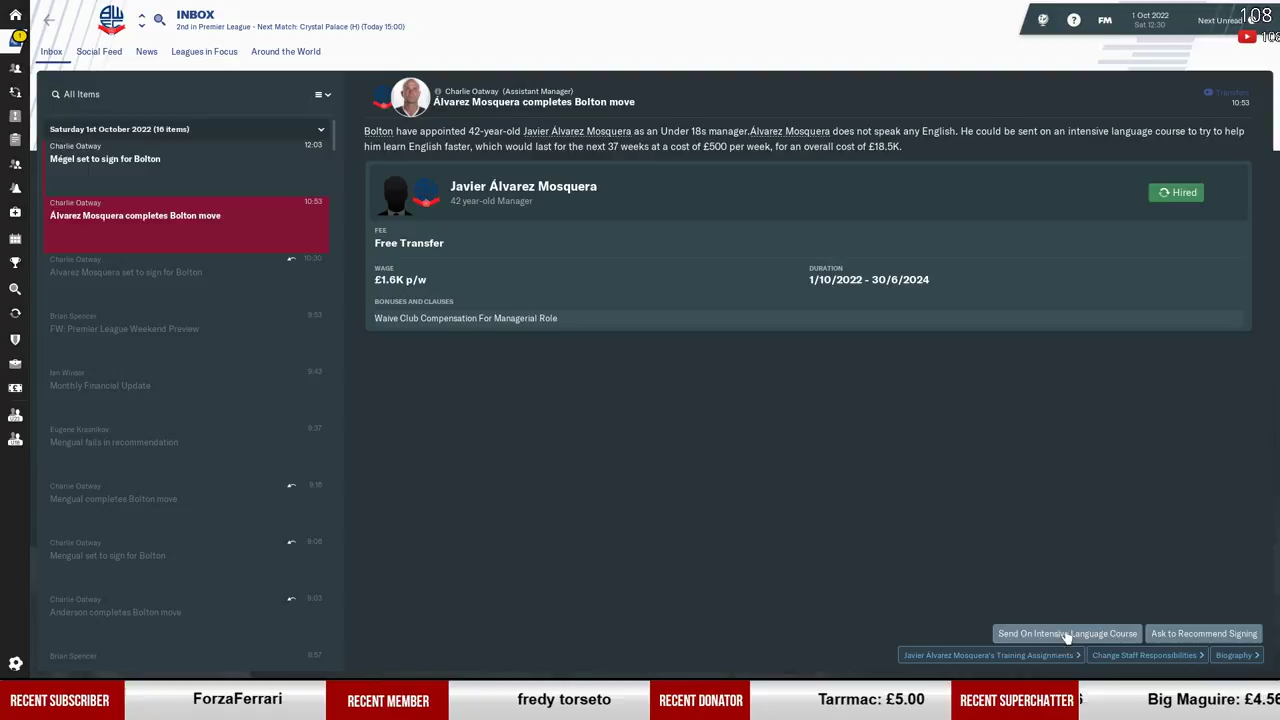 INBOX
2nd in Premier League - Next Match: Crystal Palace (H) (Today 15:00)
FM
1 Oct 2022
Sat 12:30
Next Unread
108
Inbox
Social Feed
News
Leagues in Focus
Around the World
All Items
Saturday 1st October 2022 (16 items)
Charlie Oatway 12:03
Mégel set to sign for Bolton
Charlie Oatway 10:53
Álvarez Mosquera completes Bolton move
Charlie Oatway 10:30
Álvarez Mosquera set to sign for Bolton
Brian Spencer 9:53
FW: Premier League Weekend Preview
Ian Winsor 9:43
Monthly Financial Update
Eugene Krasnikov 9:37
Mengual fails in recommendation
Charlie Oatway 9:16
Mengual completes Bolton move
Charlie Oatway 9:06
Mengual set to sign for Bolton
Charlie Oatway 9:03
Anderson completes Bolton move
Brian Spencer 8:57
Charlie Oatway (Assistant Manager)
Álvarez Mosquera completes Bolton move
Transfers
10:53
Bolton have appointed 42-year-old Javier Álvarez Mosquera as an Under 18s manager.Álvarez Mosquera does not speak any English. He could be sent on an intensive language course to try to
help him learn English faster, which would last for the next 37 weeks at a cost of £500 per week, for an overall cost of £18.5K.
Javier Álvarez Mosquera
42 year-old Manager
Hired
FEE
Free Transfer
WAGE
£1.6K p/w
DURATION
1/10/2022 - 30/6/2024
BONUSES AND CLAUSES
Waive Club Compensation For Managerial Role
Send On Intensive Language Course
Ask to Recommend Signing
Javier Álvarez Mosquera's Training Assignments
Change Staff Responsibilities
Biography
RECENT SUBSCRIBER
ForzaFerrari
RECENT MEMBER
fredy torseto
RECENT DONATOR
Tarrmac: £5.00
RECENT SUPERCHATTER
Big Maguire: £4.56